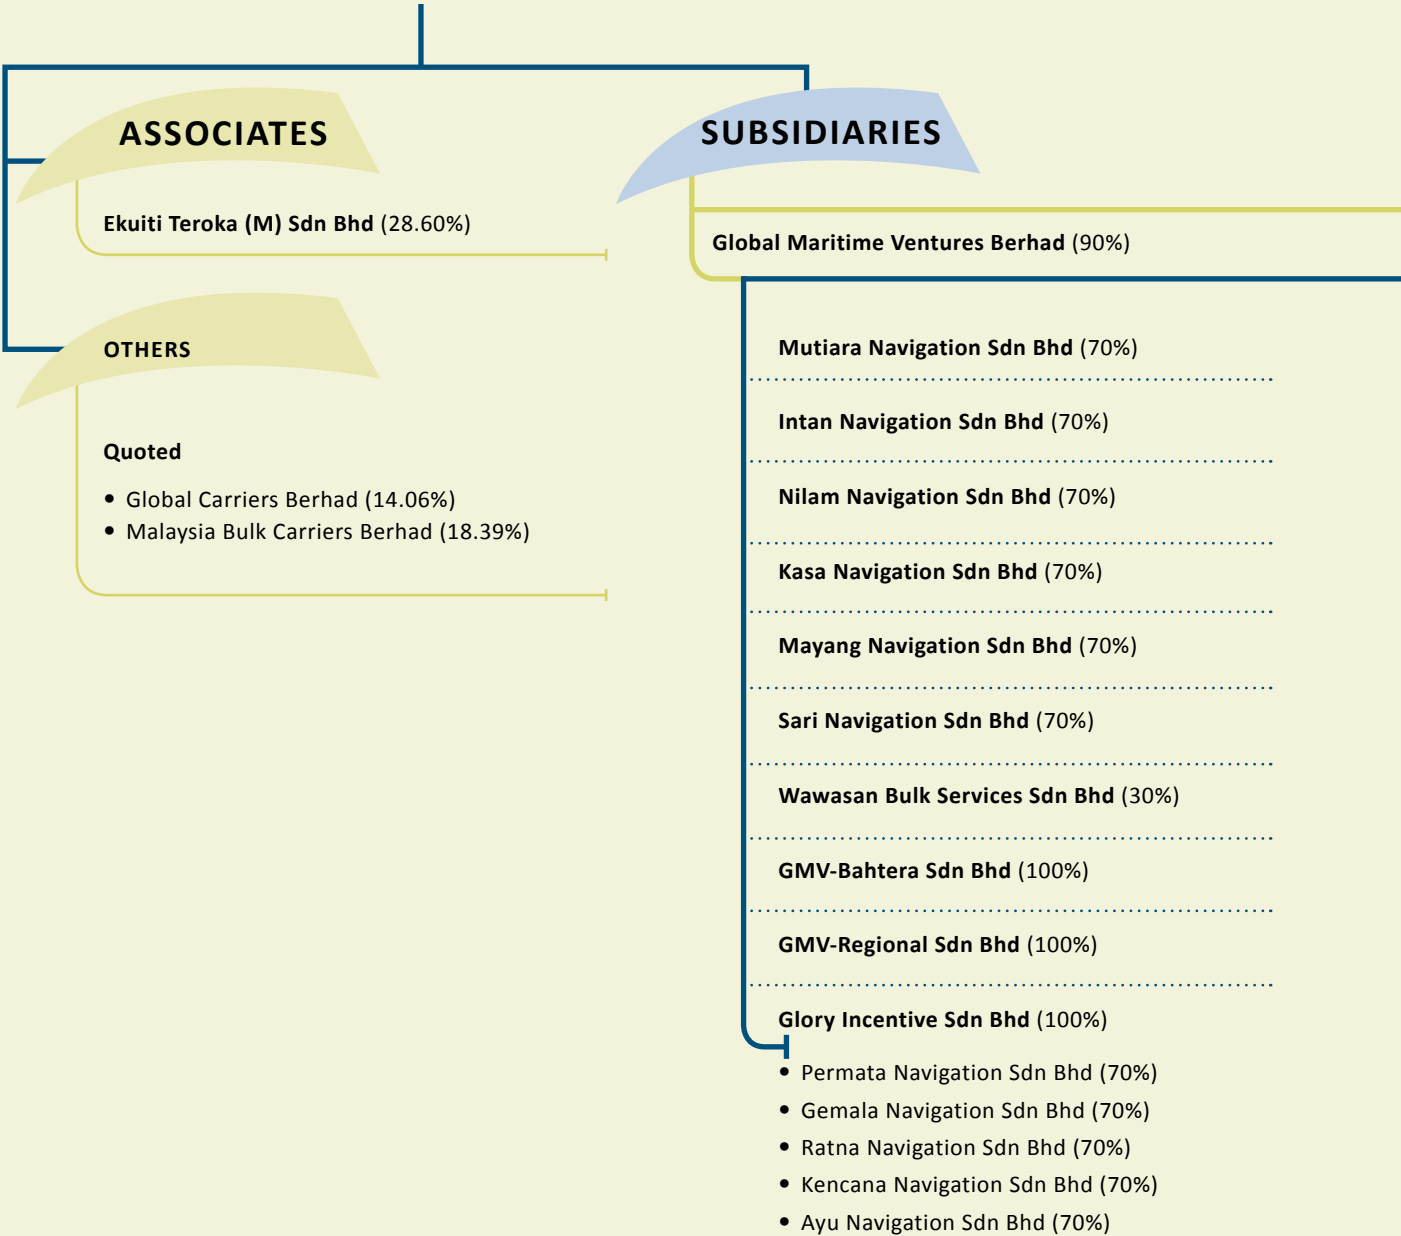 ASSOCIATES
Ekuiti Teroka (M) Sdn Bhd (28.60%)
OTHERS
Quoted
• Global Carriers Berhad (14.06%)
• Malaysia Bulk Carriers Berhad (18.39%)
SUBSIDIARIES
Global Maritime Ventures Berhad (90%)
Mutiara Navigation Sdn Bhd (70%)
Intan Navigation Sdn Bhd (70%)
Nilam Navigation Sdn Bhd (70%)
Kasa Navigation Sdn Bhd (70%)
Mayang Navigation Sdn Bhd (70%)
Sari Navigation Sdn Bhd (70%)
Wawasan Bulk Services Sdn Bhd (30%)
GMV-Bahtera Sdn Bhd (100%)
GMV-Regional Sdn Bhd (100%)
Glory Incentive Sdn Bhd (100%)
• Permata Navigation Sdn Bhd (70%)
• Gemala Navigation Sdn Bhd (70%)
• Ratna Navigation Sdn Bhd (70%)
• Kencana Navigation Sdn Bhd (70%)
• Ayu Navigation Sdn Bhd (70%)